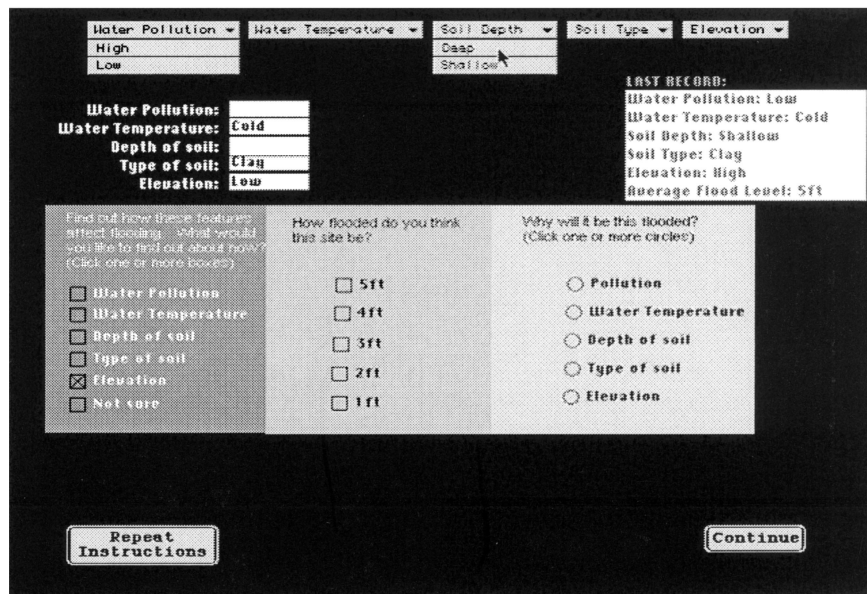 Water Pollution Water Temperature Soil Depth Soil Type Elevation
High Deep
Low Shallow
LAST RECORD:
Water Pollution: Low
Water Temperature: Cold
Soil Depth: Shallow
Soil Type: Clay
Elevation: High
Average Flood Level: 5ft
Water Pollution:
Water Temperature: Cold
Depth of soil:
Type of soil: Clay
Elevation: Low
Find out how these features
affect flooding. What would
you like to find out about now?
(Click one or more boxes)
Water Pollution
Water Temperature
Depth of soil
Type of soil
Elevation
Not sure
How flooded do you think
this site be?
5ft
4ft
3ft
2ft
1ft
Why will it be this flooded?
(Click one or more circles)
Pollution
Water Temperature
Depth of soil
Type of soil
Elevation
Repeat
Instructions
Continue